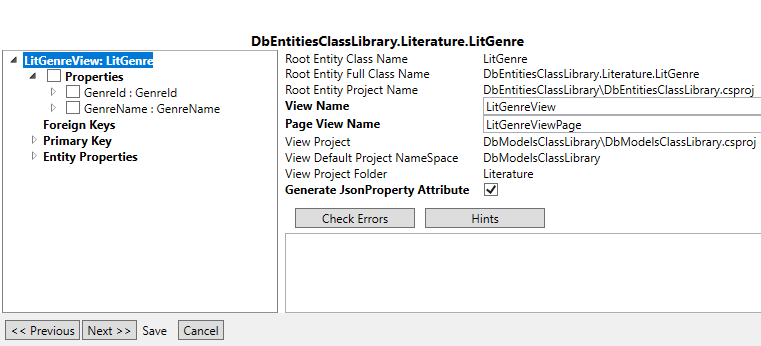 DbEntitiesClassLibrary.Literature.LitGenre
LitGenreView: LitGenre
Properties
GenreId : GenreId
GenreName : GenreName
Foreign Keys
Primary Key
Entity Properties
Root Entity Class Name LitGenre
Root Entity Full Class Name DbEntitiesClassLibrary.Literature.LitGenre
Root Entity Project Name DbEntitiesClassLibrary\DbEntitiesClassLibrary.csproj
View Name LitGenreView
Page View Name LitGenreViewPage
View Project DbModelsClassLibrary\DbModelsClassLibrary.csproj
View Default Project NameSpace DbModelsClassLibrary
View Project Folder Literature
Generate JsonProperty Attribute
Check Errors Hints
<< Previous Next >> Save Cancel